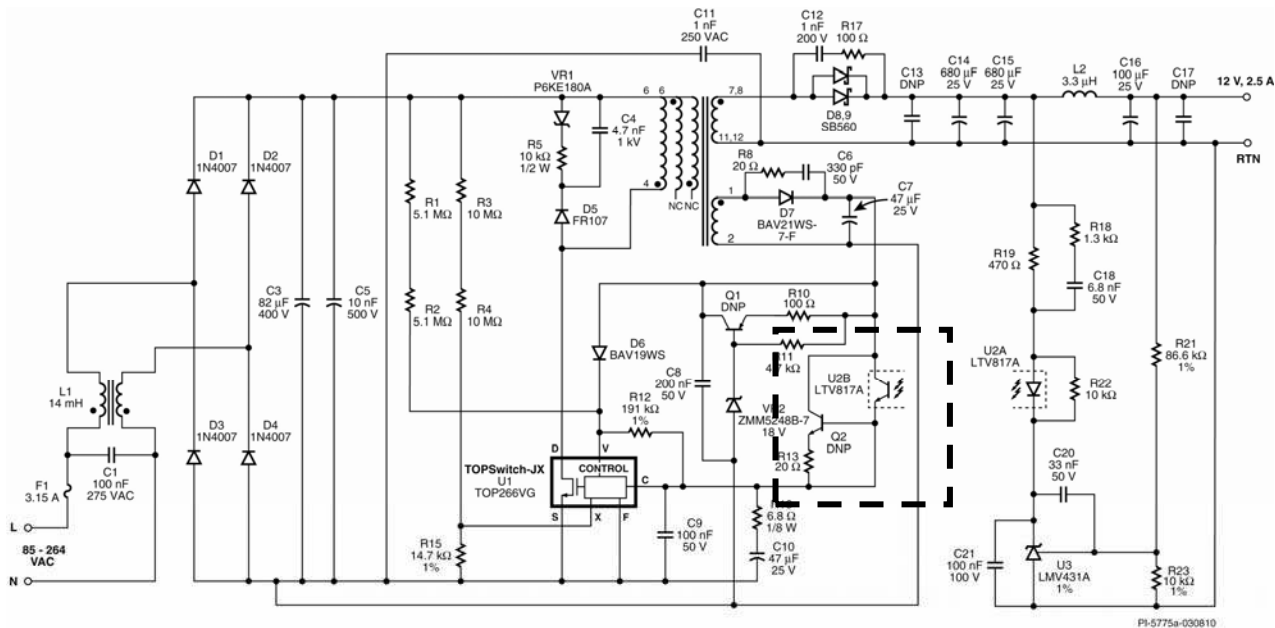 C11
1 nF
250 VAC
C12
1 nF
200 V
R17
100 Ω
VR1
P6KE180A
C4
4.7 nF
1 kV
R5
10 kΩ
1/2 W
D5
FR107
6 6
4
NC NC
7,8
11,12
1
2
D8,9
SB560
C13
DNP
C14
680 µF
25 V
C15
680 µF
25 V
L2
3.3 µH
C16
100 µF
25 V
C17
DNP
12 V, 2.5 A
RTN
R8
20 Ω
C6
330 pF
50 V
D7
BAV21WS-
7-F
C7
47 µF
25 V
D1
1N4007
D2
1N4007
R1
5.1 MΩ
R3
10 MΩ
R2
5.1 MΩ
R4
10 MΩ
C3
82 µF
400 V
C5
10 nF
500 V
L1
14 mH
D3
1N4007
D4
1N4007
C1
100 nF
275 VAC
F1
3.15 A
L
85 - 264
VAC
N
D6
BAV19WS
R12
191 kΩ
1%
C8
200 nF
50 V
Q1
DNP
R10
100 Ω
R11
4.7 kΩ
VR2
ZMM5248B-7
18 V
U2B
LTV817A
Q2
DNP
R13
20 Ω
TOPSwitch-JX
U1
TOP266VG
D
V
CONTROL
C
S
X
F
R15
14.7 kΩ
1%
C9
100 nF
50 V
6.8 Ω
1/8 W
C10
47 µF
25 V
R19
470 Ω
R18
1.3 kΩ
C18
6.8 nF
50 V
U2A
LTV817A
R22
10 kΩ
R21
86.6 kΩ
1%
C20
33 nF
50 V
C21
100 nF
100 V
U3
LMV431A
1%
R23
10 kΩ
1%
PI-5775a-030810